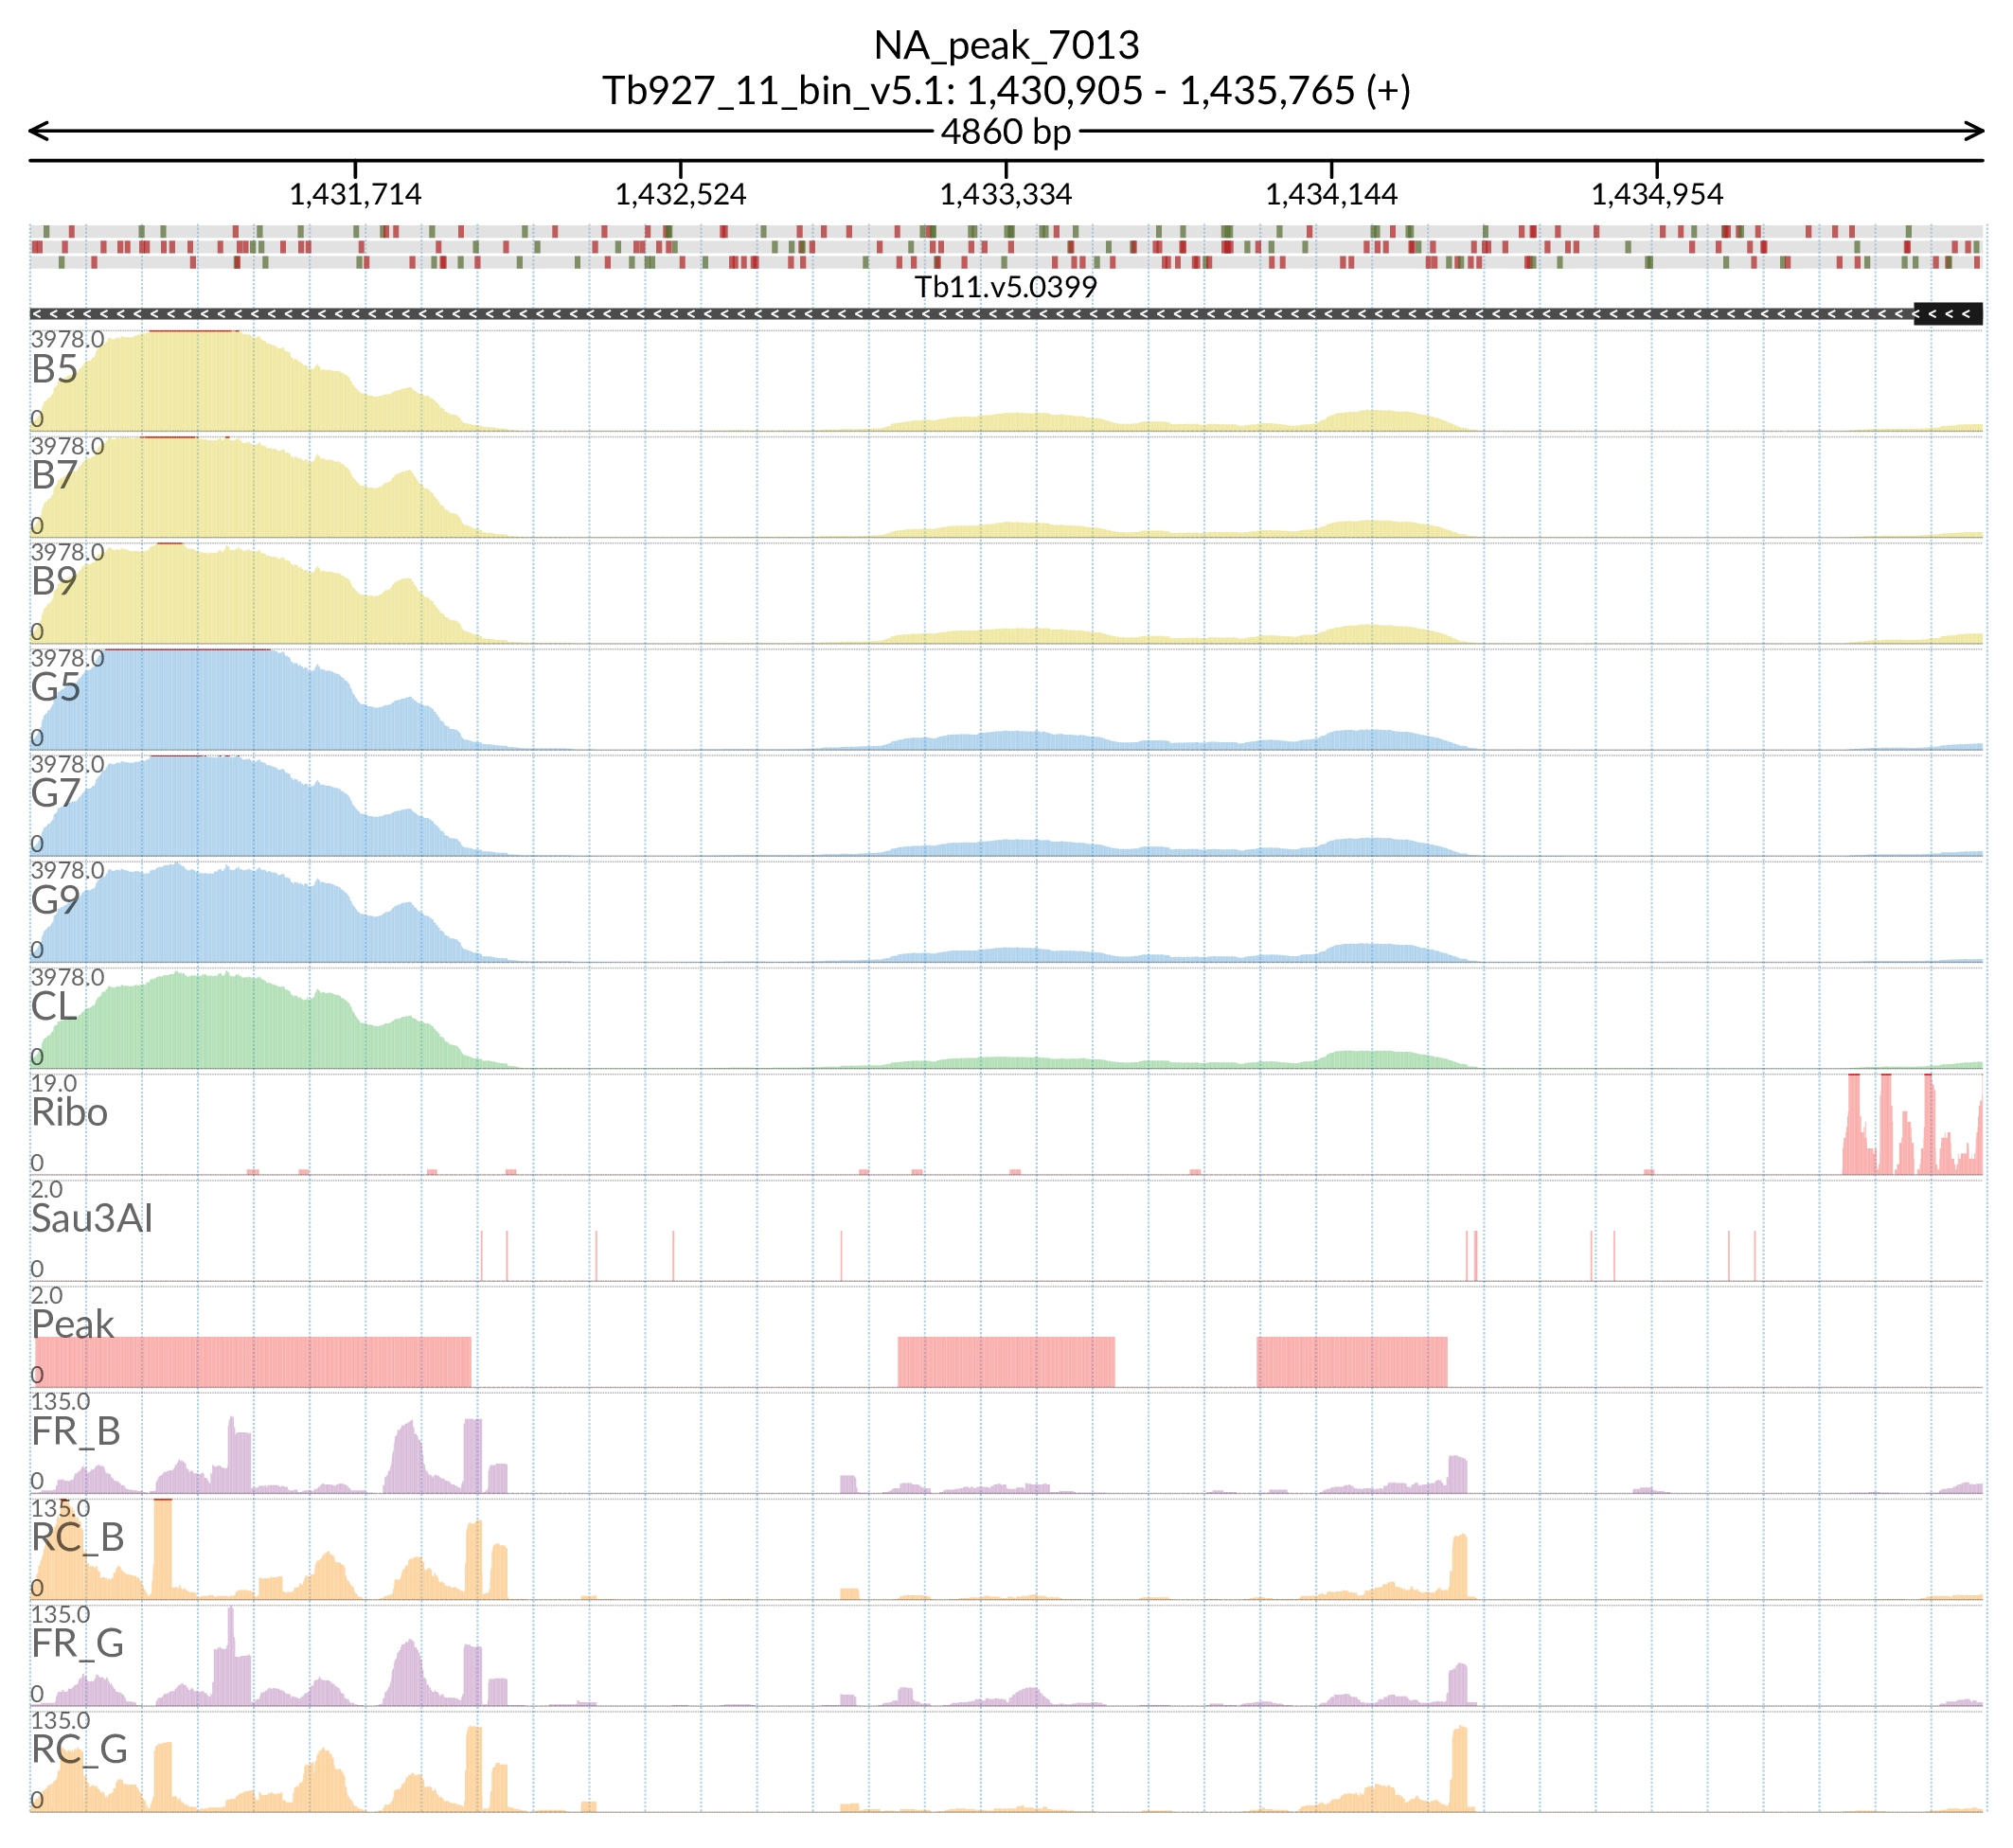 NA_peak_7013
Tb927_11_bin_v5.1: 1,430,905 - 1,435,765 (+)
4860 bp
1,431,714 1,432,524 1,433,334 1,434,144 1,434,954
Tb11.v5.0399
3978.0
B5
0
3978.0
B7
0
3978.0
B9
0
3978.0
G5
0
3978.0
G7
0
3978.0
G9
0
3978.0
CL
0
19.0
Ribo
0
2.0
Sau3AI
0
2.0
Peak
0
135.0
FR_B
0
135.0
RC_B
0
135.0
FR_G
0
135.0
RC_G
0